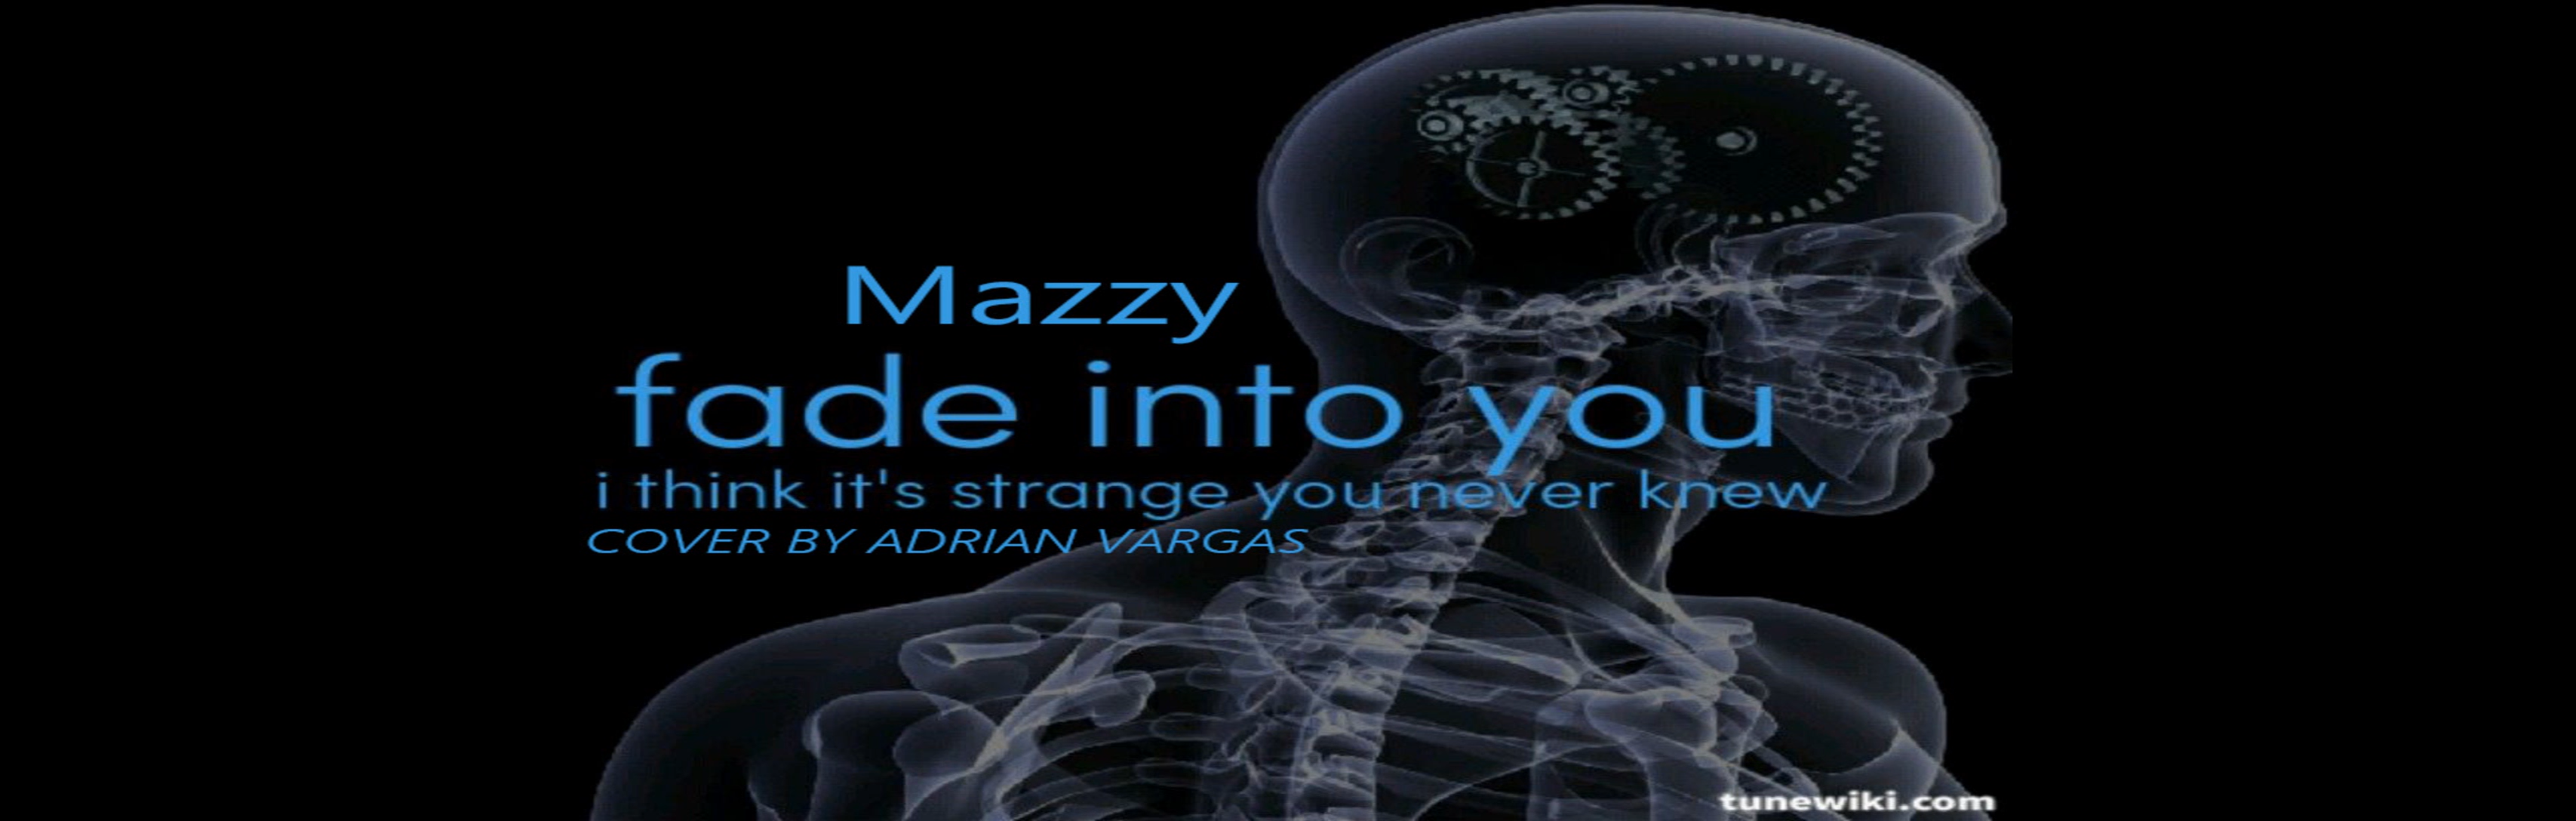 Mazzy
fade into you
i think it's strange you never knew
COVER BY ADRIAN VARGAS
tunewiki.com